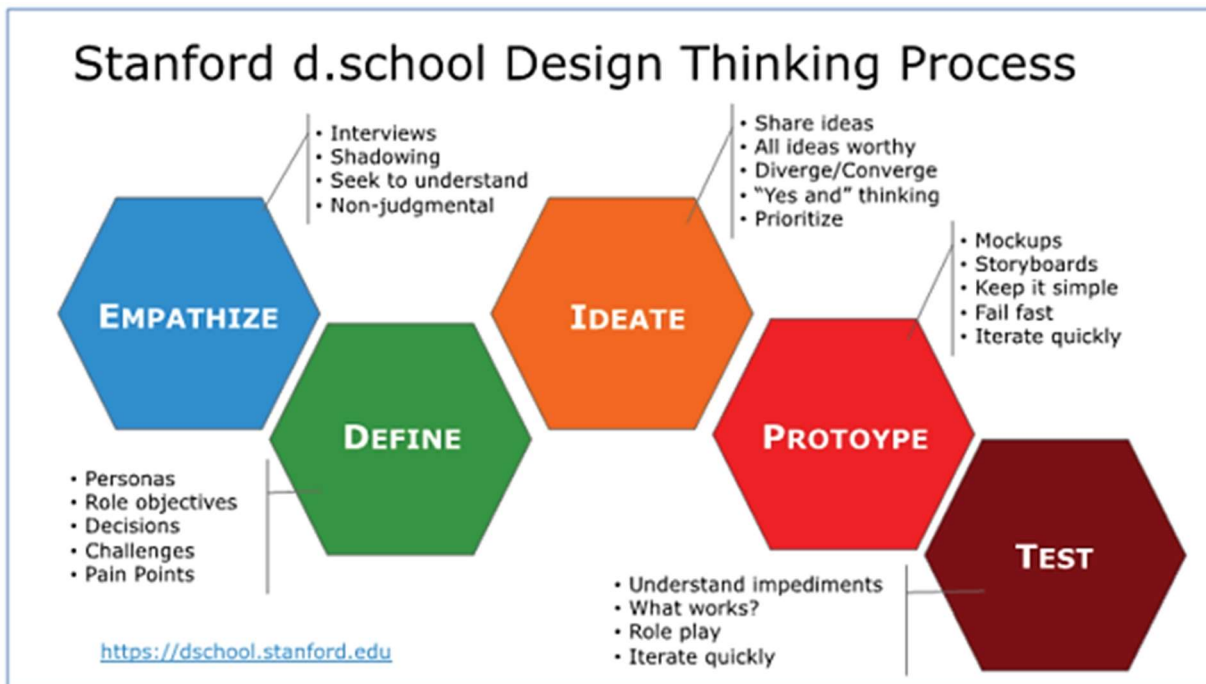 Stanford d.school Design Thinking Process
• Interviews
• Shadowing
• Seek to understand
• Non-judgmental
EMPATHIZE
• Personas
• Role objectives
• Decisions
• Challenges
• Pain Points
DEFINE
• Share ideas
• All ideas worthy
• Diverge/Converge
• “Yes and” thinking
• Prioritize
IDEATE
• Mockups
• Storyboards
• Keep it simple
• Fail fast
• Iterate quickly
PROTOYPE
• Understand impediments
• What works?
• Role play
• Iterate quickly
TEST
https://dschool.stanford.edu